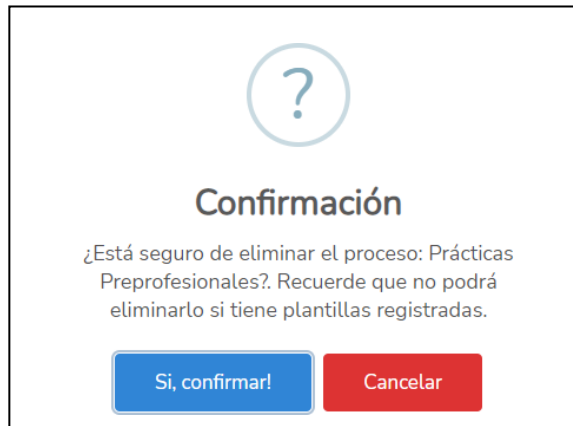 ?
Confirmación
¿Está seguro de eliminar el proceso: Prácticas
Preprofesionales?. Recuerde que no podrá
eliminarlo si tiene plantillas registradas.
Si, confirmar! Cancelar